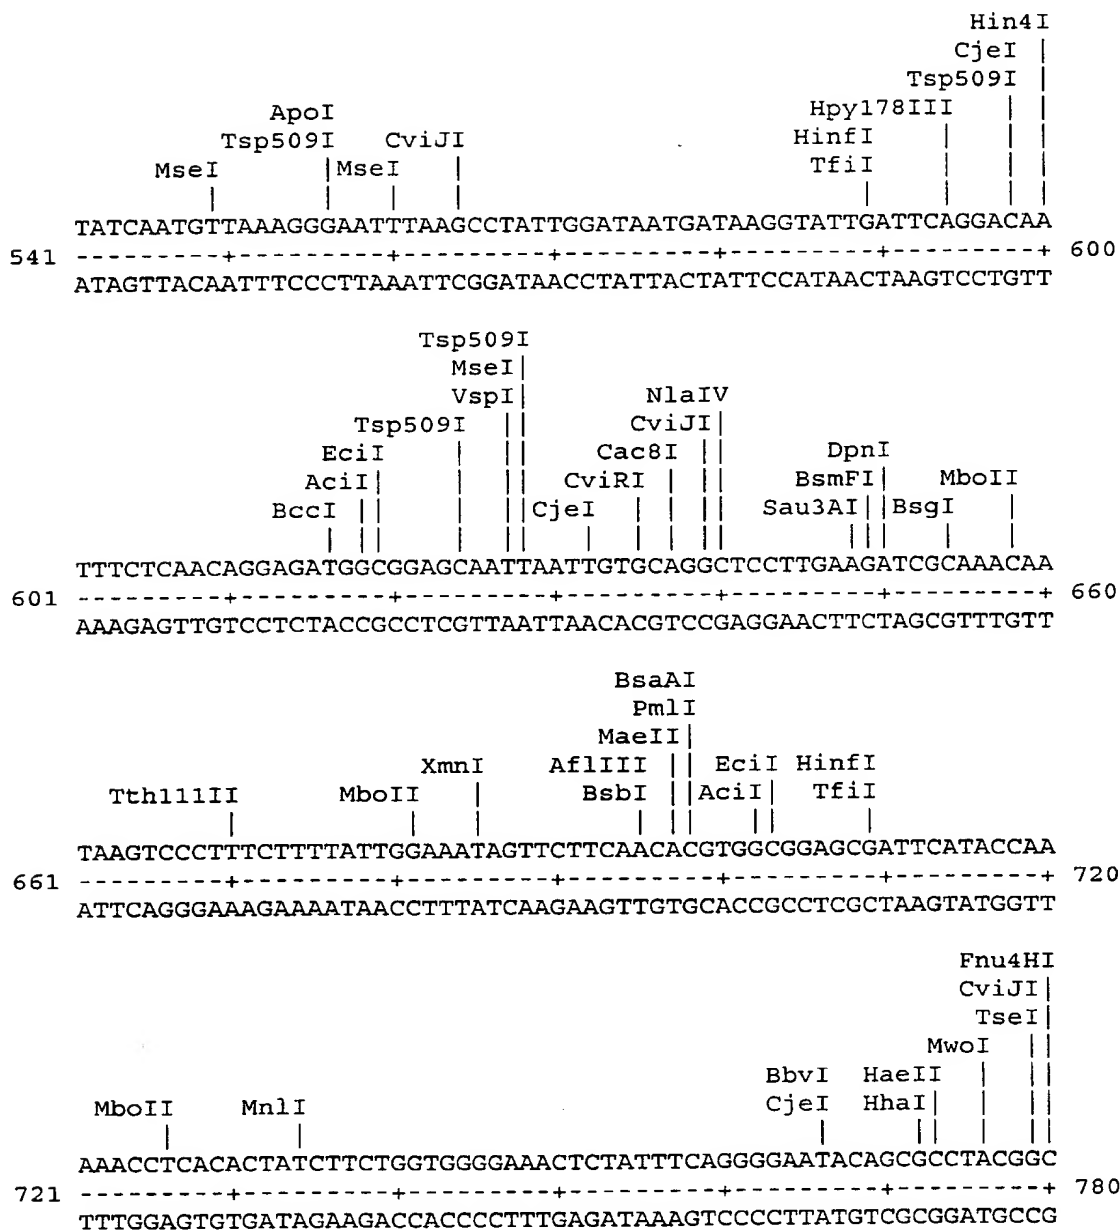 Hin4I
CjeI
Tsp509I
ApoI Hpy178III
Tsp509I CviJI HinfI
MseI MseI TfiI
TATCAATGTTAAAGGGAATTTAAGCCTATTGGATAATGATAAGGTATTGATTCAGGACAA
541 ---------+---------+---------+---------+---------+---------+ 600
ATAGTTACAATTTCCCTTAAATTCGGATAACCTATTACTATTCCATAACTAAGTCCTGTT
Tsp509I
MseI
VspI NlaIV
Tsp509I CviJI
EciI Cac8I DpnI
AciI CviRI BsmFI MboII
BccI CjeI Sau3AI BsgI
TTTCTCAACAGGAGATGGCGGAGCAATTAATTGTGCAGGCTCCTTGAAGATCGCAAACAA
601 ---------+---------+---------+---------+---------+---------+ 660
AAAGAGTTGTCCTCTACCGCCTCGTTAATTAACACGTCCGAGGAACTTCTAGCGTTTGTT
BsaAI
PmlI
MaeII
XmnI AflIII EciI HinfI
Tth111II MboII BsbI AciI TfiI
TAAGTCCCTTTCTTTTATTGGAAATAGTTCTTCAACACGTGGCGGAGCGATTCATACCAA
661 ---------+---------+---------+---------+---------+---------+ 720
ATTCAGGGAAAGAAAATAACCTTTATCAAGAAGTTGTGCACCGCCTCGCTAAGTATGGTT
Fnu4HI
CviJI
TseI
MwoI
BbvI HaeII
MboII MnlI CjeI HhaI
AAACCTCACACTATCTTCTGGTGGGGAAACTCTATTTCAGGGGAATACAGCGCCTACGGC
721 ---------+---------+---------+---------+---------+---------+ 780
TTTGGAGTGTGATAGAAGACCACCCCTTTGAGATAAAGTCCCCTTATGTCGCGGATGCCG